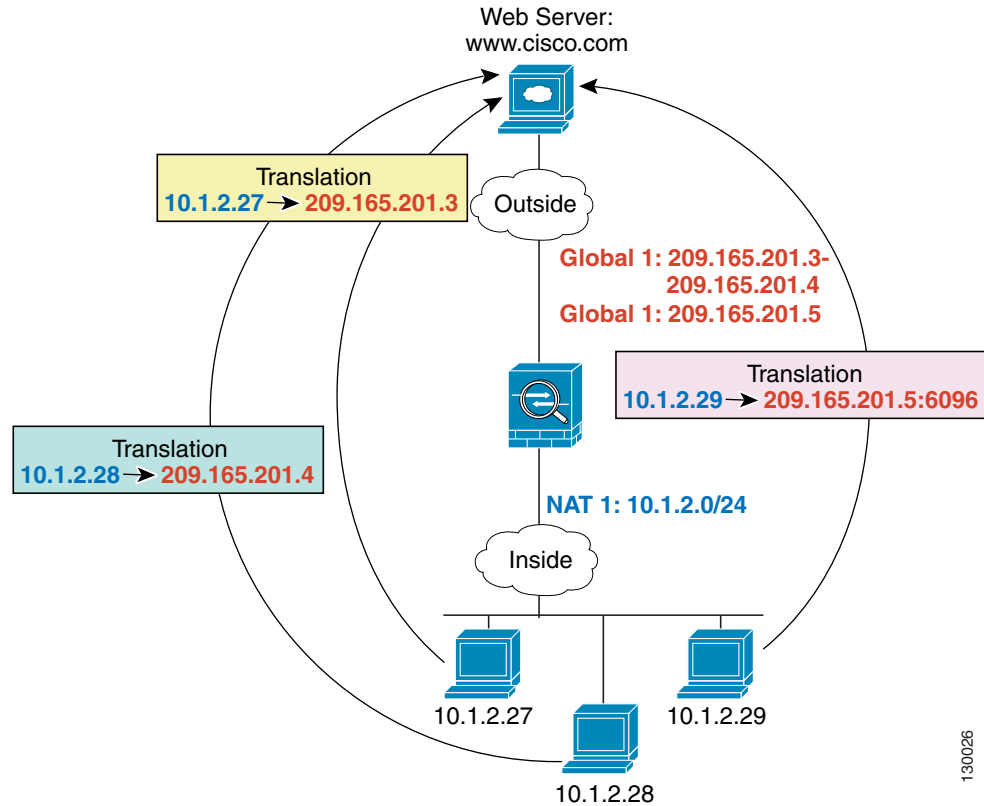 Web Server:
www.cisco.com
Translation
10.1.2.27 → 209.165.201.3
Outside
Global 1: 209.165.201.3-
209.165.201.4
Global 1: 209.165.201.5
Translation
10.1.2.29 → 209.165.201.5:6096
Translation
10.1.2.28 → 209.165.201.4
NAT 1: 10.1.2.0/24
Inside
10.1.2.27
10.1.2.29
10.1.2.28
130026